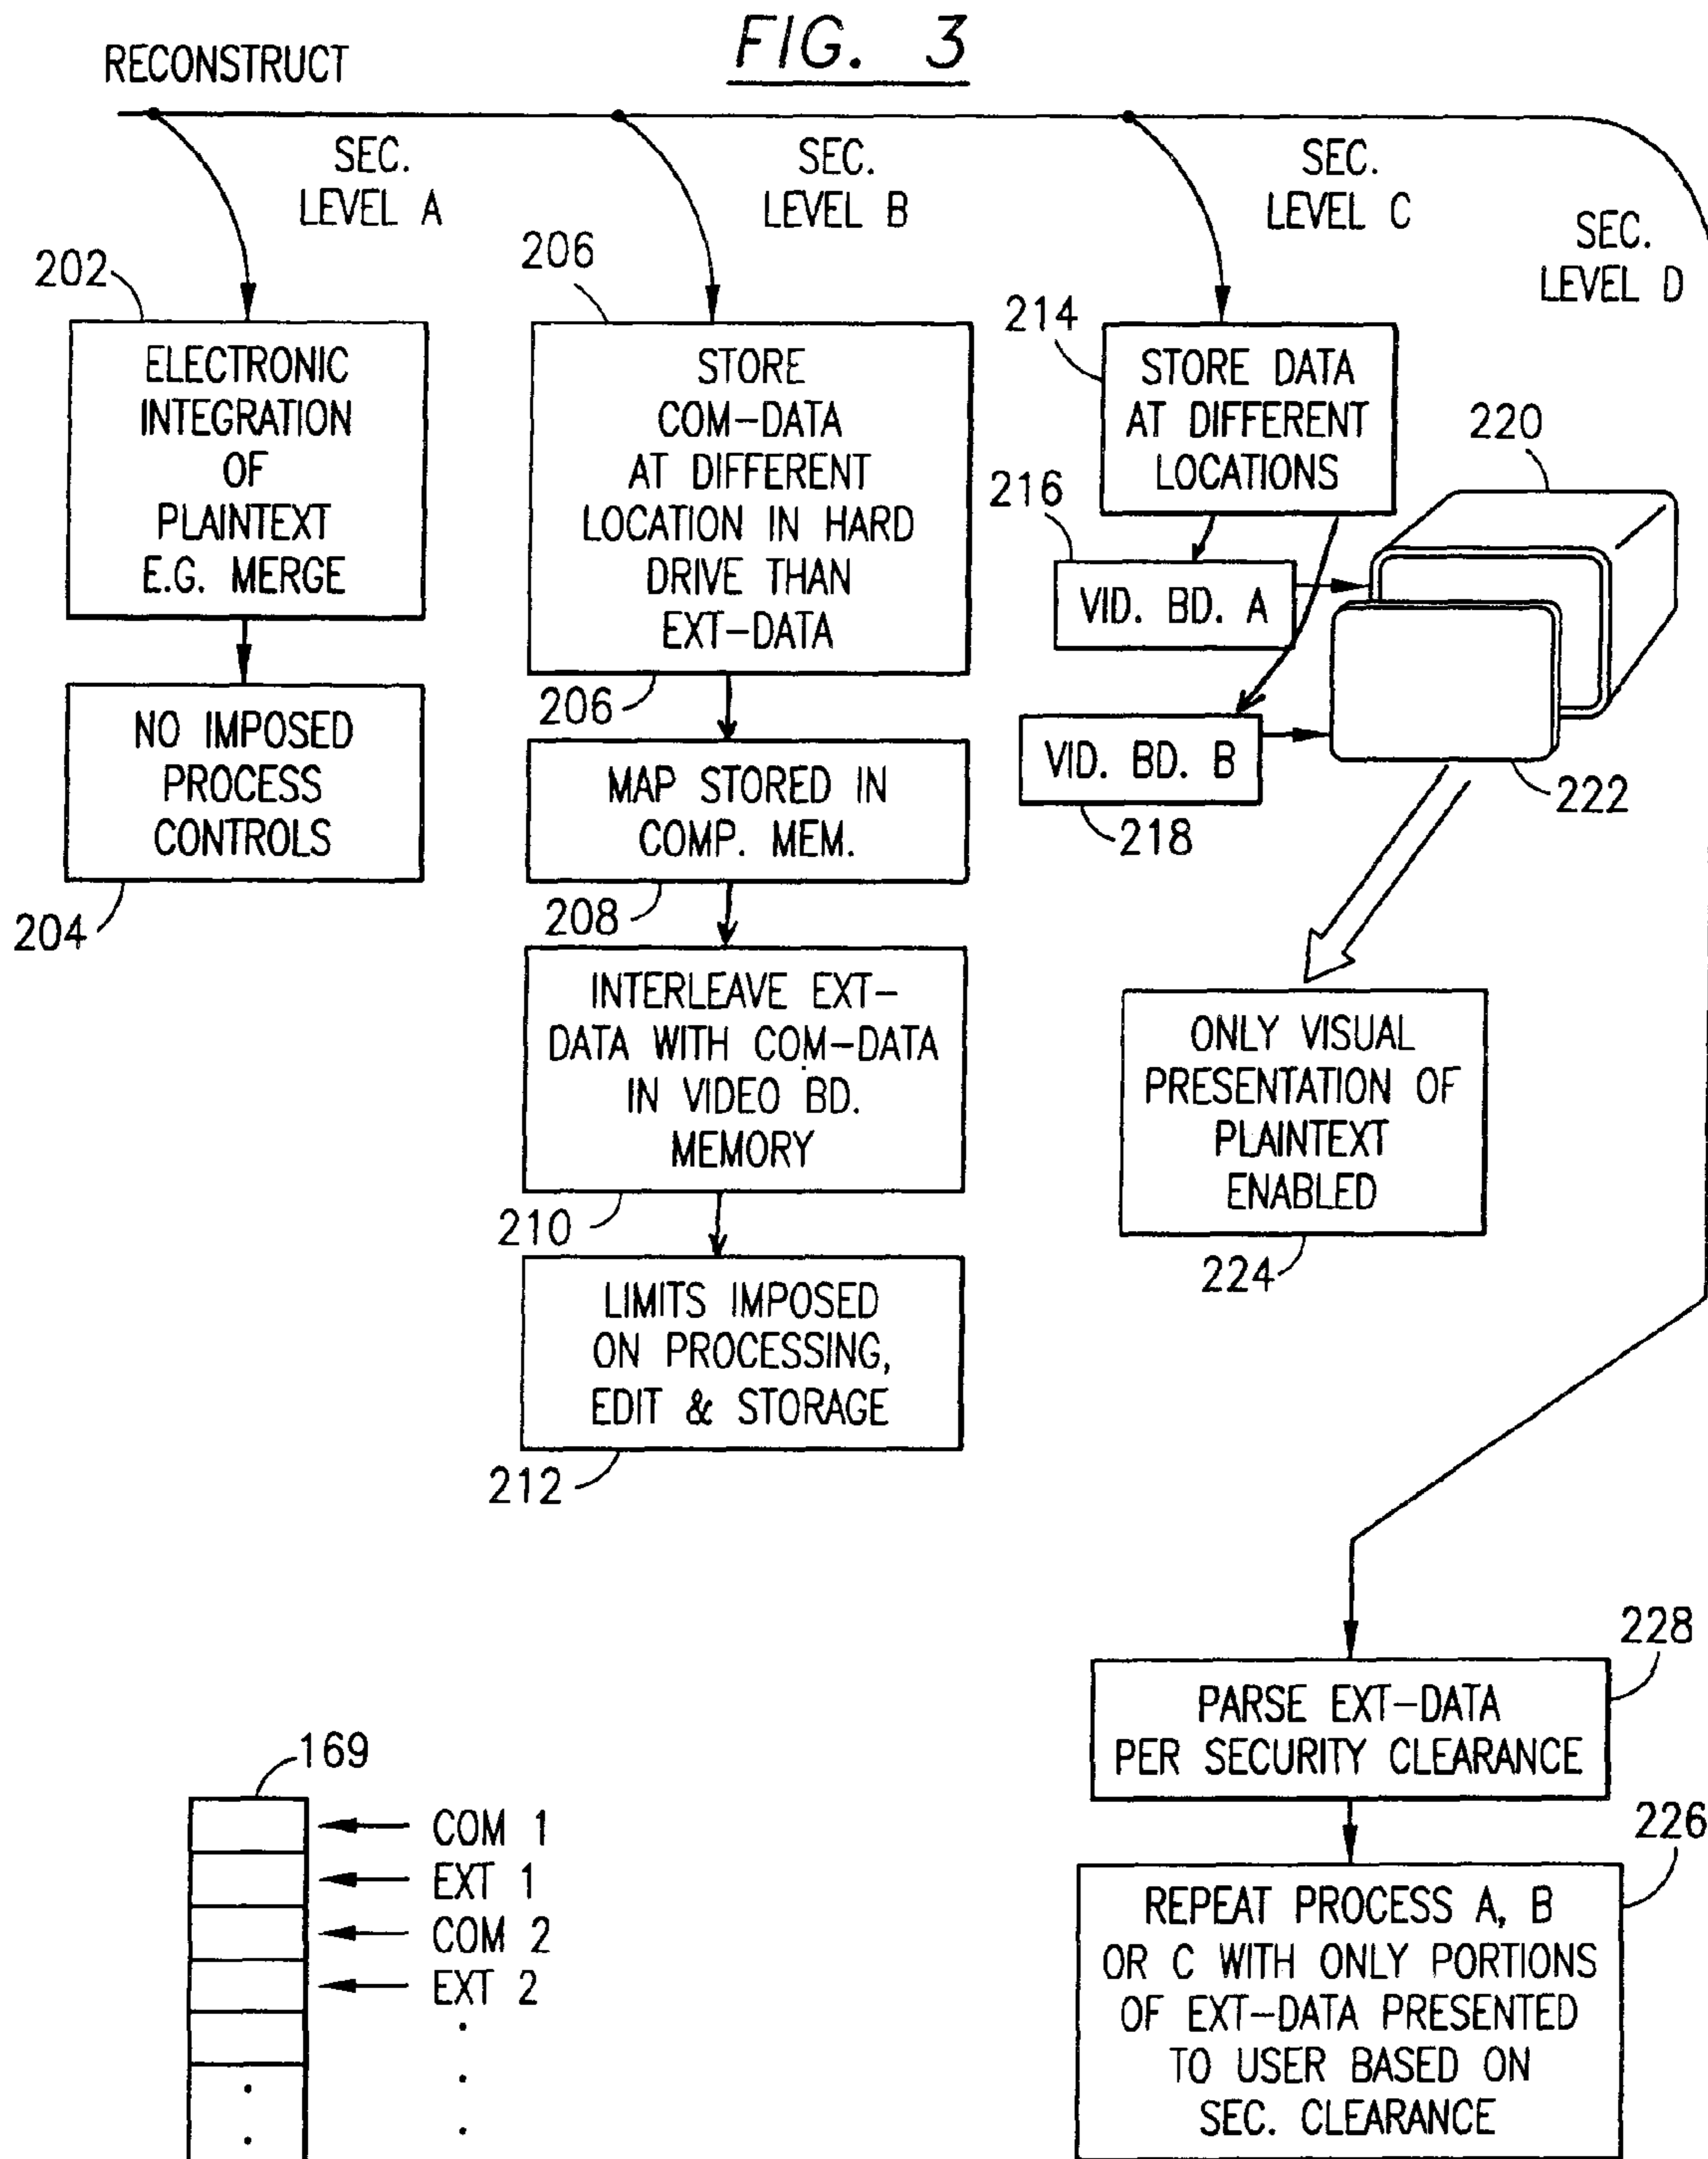 FIG. 3
RECONSTRUCT
SEC.
LEVEL A
SEC.
LEVEL B
SEC.
LEVEL C
SEC.
LEVEL D
202
ELECTRONIC
INTEGRATION
OF
PLAINTEXT
E.G. MERGE
NO IMPOSED
PROCESS
CONTROLS
204
206
STORE
COM-DATA
AT DIFFERENT
LOCATION IN HARD
DRIVE THAN
EXT-DATA
206
MAP STORED IN
COMP. MEM.
208
INTERLEAVE EXT-
DATA WITH COM-DATA
IN VIDEO BD.
MEMORY
210
LIMITS IMPOSED
ON PROCESSING,
EDIT & STORAGE
212
214
STORE DATA
AT DIFFERENT
LOCATIONS
216
VID. BD. A
VID. BD. B
218
220
222
ONLY VISUAL
PRESENTATION OF
PLAINTEXT
ENABLED
224
228
PARSE EXT-DATA
PER SECURITY CLEARANCE
226
REPEAT PROCESS A, B
OR C WITH ONLY PORTIONS
OF EXT-DATA PRESENTED
TO USER BASED ON
SEC. CLEARANCE
169
COM 1
EXT 1
COM 2
EXT 2